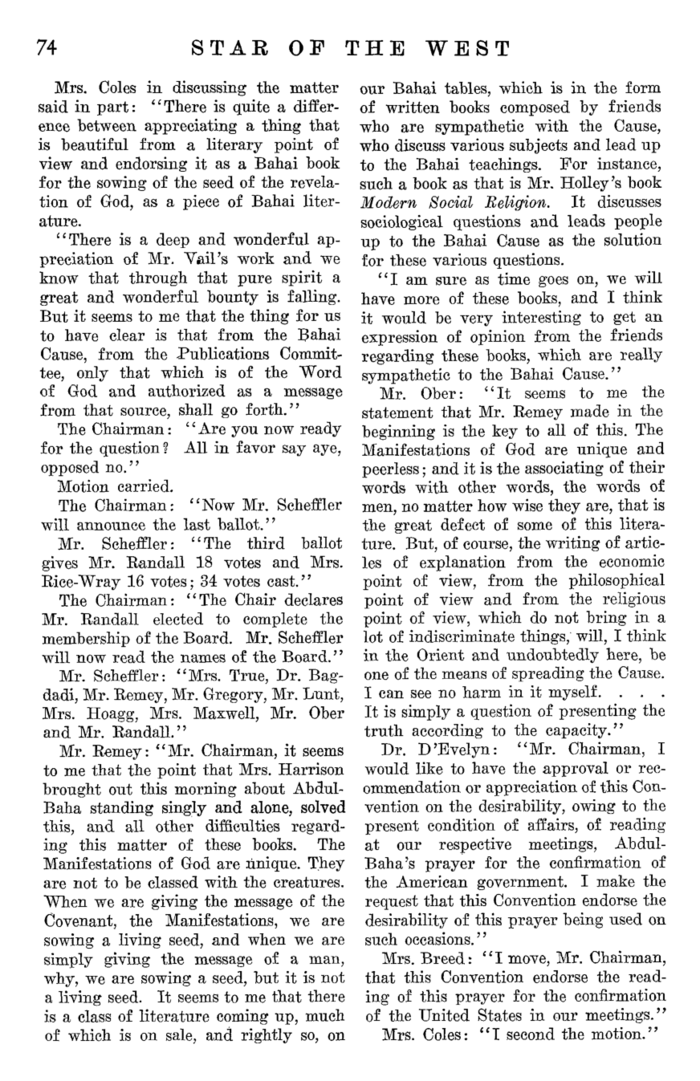 74
STAR OF THE WEST
Mrs. Coles in discussing the matter
said in part: “There is quite a differ-
ence between appreciating a thing that
is beautiful from a literary point of
view and endorsing it as a Bahai book
for the sowing of the seed of the revela-
tion of God, as a piece of Bahai liter-
ature.
“There is a deep and wonderful ap-
preciation of Mr. Vail’s work and we
know that through that pure spirit a
great and wonderful bounty is falling.
But it seems to me that the thing for us
to have clear is that from the Bahai
Cause, from the Publications Commit-
tee, only that which is of the Word
of God and authorized as a message
from that source, shall go forth.”
The Chairman: “Are you now ready
for the question? All in favor say aye,
opposed no.”
Motion carried.
The Chairman: “Now Mr. Scheffler
will announce the last ballot.”
Mr. Scheffler: “The third ballot
gives Mr. Randall 18 votes and Mrs.
Rice-Wray 16 votes; 34 votes cast.”
The Chairman: “The Chair declares
Mr. Randall elected to complete the
membership of the Board. Mr. Scheffler
will now read the names of the Board.”
Mr. Scheffler: “Mrs. True, Dr. Bag-
dadi, Mr. Remey, Mr. Gregory, Mr. Lunt,
Mrs. Hoagg, Mrs. Maxwell, Mr. Ober
and Mr. Randall.”
Mr. Remey: “Mr. Chairman, it seems
to me that the point that Mrs. Harrison
brought out this morning about Abdul-
Baha standing singly and alone, solved
this, and all other difficulties regard-
ing this matter of these books. The
Manifestations of God are unique. They
are not to be classed with the creatures.
When we are giving the message of the
Covenant, the Manifestations, we are
sowing a living seed, and when we are
simply giving the message of a man,
why, we are sowing a seed, but it is not
a living seed. It seems to me that there
is a class of literature coming up, much
of which is on sale, and rightly so, on
our Bahai tables, which is in the form
of written books composed by friends
who are sympathetic with the Cause,
who discuss various subjects and lead up
to the Bahai teachings. For instance,
such a book as that is Mr. Holley’s book
Modern Social Religion. It discusses
sociological questions and leads people
up to the Bahai Cause as the solution
for these various questions.
“I am sure as time goes on, we will
have more of these books, and I think
it would be very interesting to get an
expression of opinion from the friends
regarding these books, which are really
sympathetic to the Bahai Cause.”
Mr. Ober: “It seems to me the
statement that Mr. Remey made in the
beginning is the key to all of this. The
Manifestations of God are unique and
peerless; and it is the associating of their
words with other words, the words of
men, no matter how wise they are, that is
the great defect of some of this litera-
ture. But, of course, the writing of artic-
les of explanation from the economic
point of view, from the philosophical
point of view and from the religious
point of view, which do not bring in a
lot of indiscriminate things, will, I think
in the Orient and undoubtedly here, be
one of the means of spreading the Cause.
I can see no harm in it myself. . . .
It is simply a question of presenting the
truth according to the capacity.”
Dr. D’Evelyn: “Mr. Chairman, I
would like to have the approval or rec-
ommendation or appreciation of this Con-
vention on the desirability, owing to the
present condition of affairs, of reading
at our respective meetings, Abdul-
Baha’s prayer for the confirmation of
the American government. I make the
request that this Convention endorse the
desirability of this prayer being used on
such occasions.”
Mrs. Breed: “I move, Mr. Chairman,
that this Convention endorse the read-
ing of this prayer for the confirmation
of the United States in our meetings.”
Mrs. Coles: “I second the motion.”